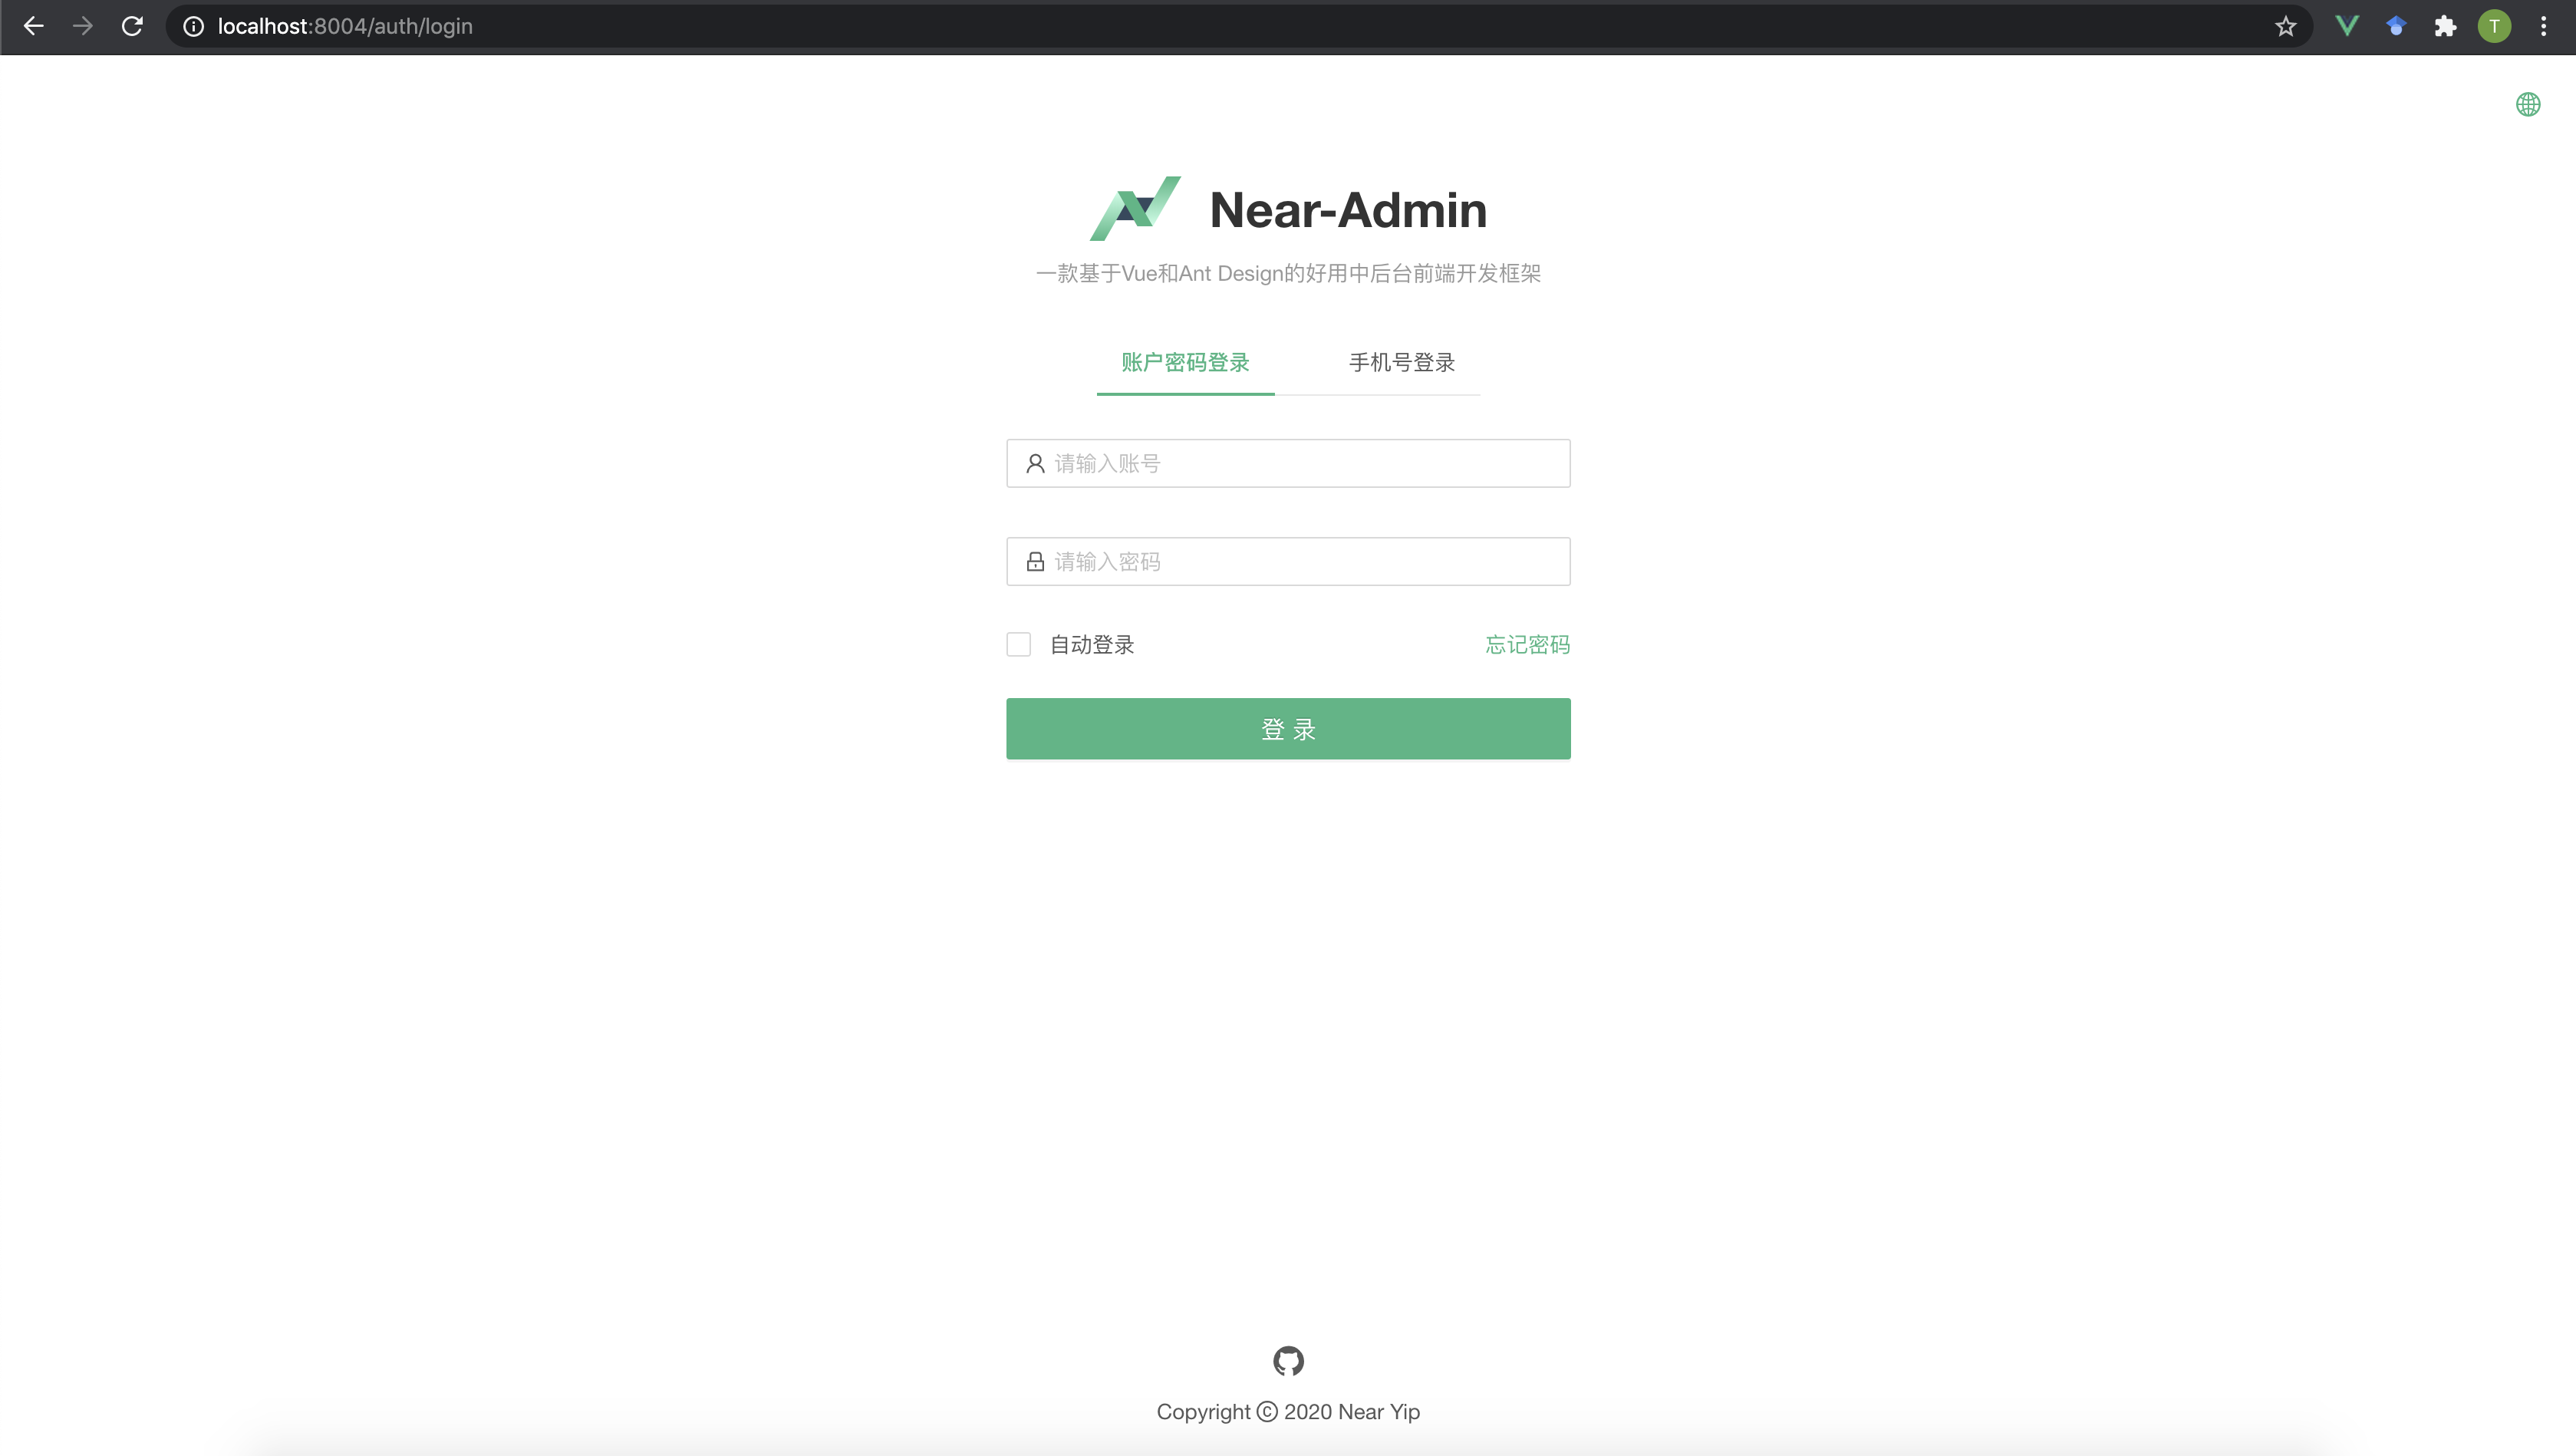 localhost:8004/auth/login
T
Near-Admin
一款基于Vue和Ant Design的好用中后台前端开发框架
账户密码登录 手机号登录
请输入账号
请输入密码
自动登录 忘记密码
登 录
Copyright © 2020 Near Yip